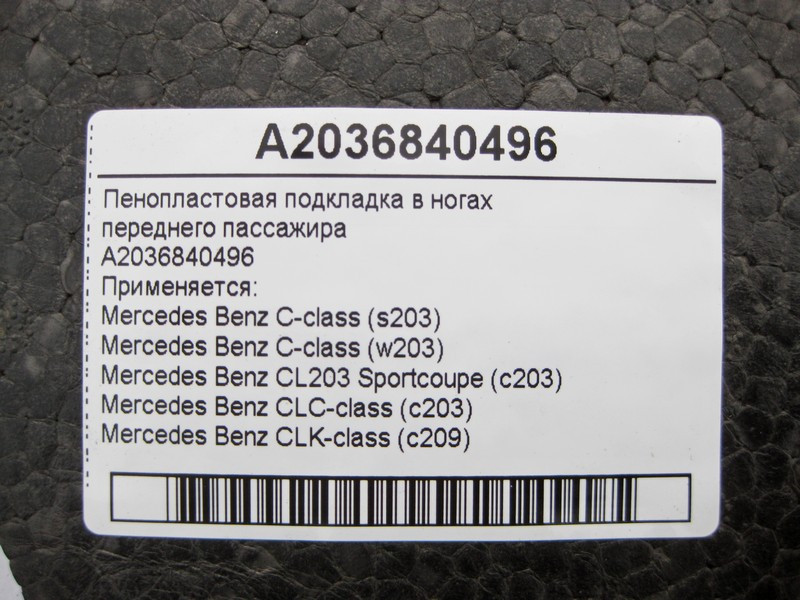 A2036840496
Пенопластовая подкладка в ногах
переднего пассажира
A2036840496
Применяется:
Mercedes Benz C-class (s203)
Mercedes Benz C-class (w203)
Mercedes Benz CL203 Sportcoupe (c203)
Mercedes Benz CLC-class (c203)
Mercedes Benz CLK-class (c209)